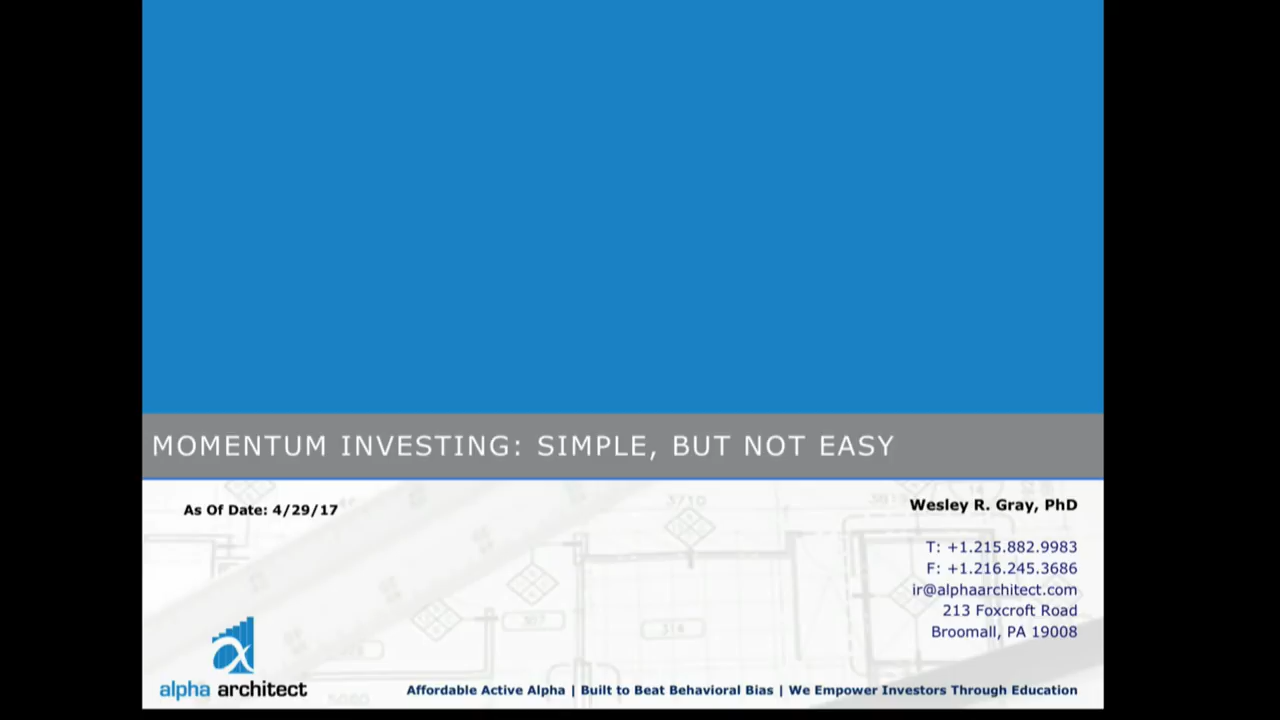 MOMENTUM INVESTING: SIMPLE, BUT NOT EASY
As Of Date: 4/29/17
Wesley R. Gray, PhD
T: +1.215.882.9983
F: +1.216.245.3686
ir@alphaarchitect.com
213 Foxcroft Road
Broomall, PA 19008
alpha architect
Affordable Active Alpha | Built to Beat Behavioral Bias | We Empower Investors Through Education
3710
314